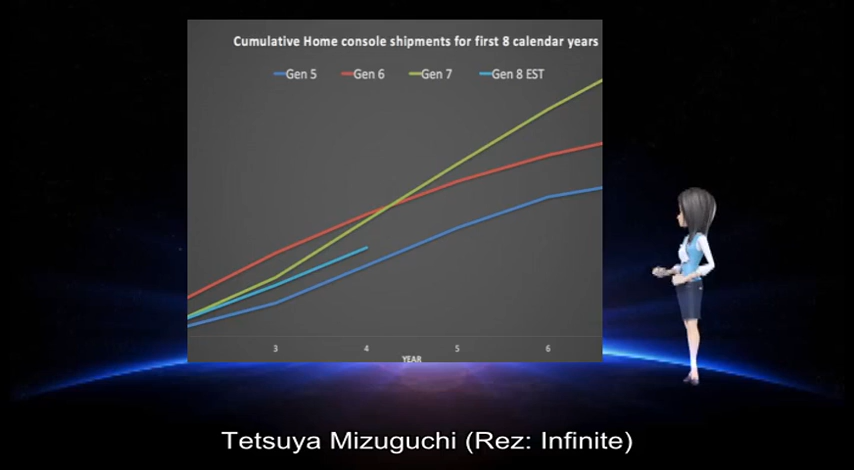 Cumulative Home console shipments for first 8 calendar years
Gen 5 Gen 6 Gen 7 Gen 8 EST
3 4 5 6
YEAR
Tetsuya Mizuguchi (Rez: Infinite)